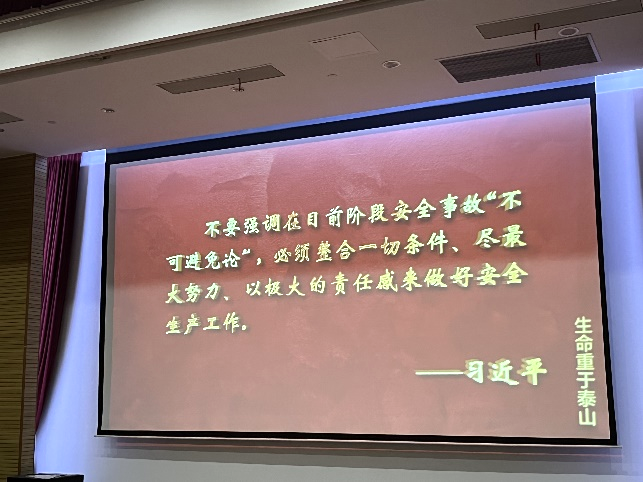 不要强调在目前阶段安全事故“不
可避免论”，必须整合一切条件、尽最
大努力、以极大的责任感来做好安全
生产工作。
——习近平
生命重于泰山